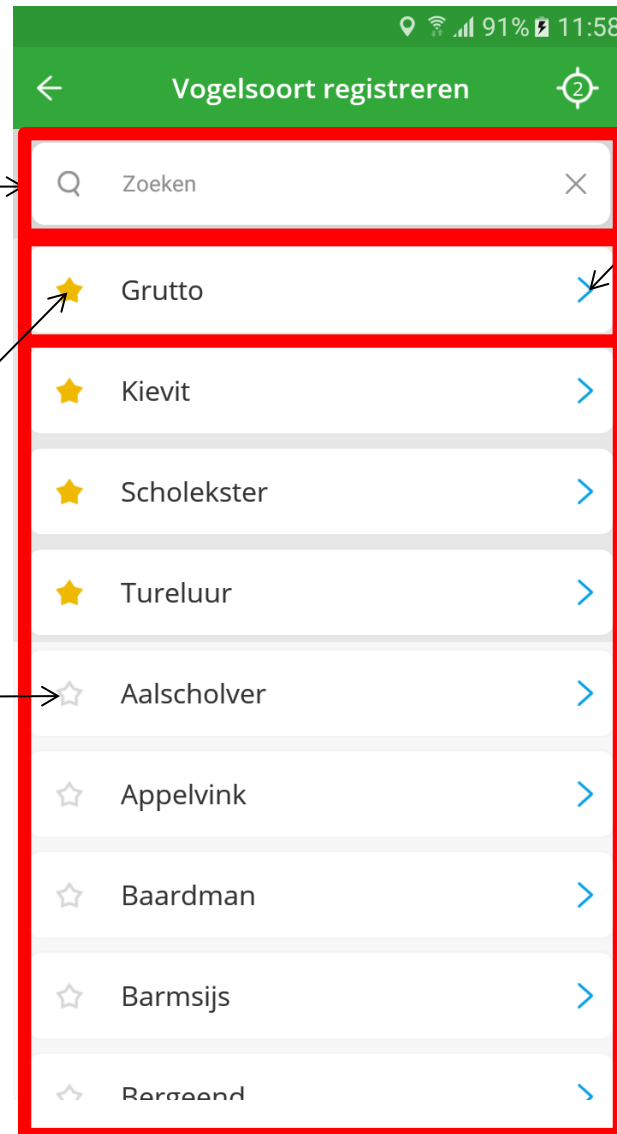 91% 11:58
Vogelsoort registreren
2
Zoeken
Grutto
Kievit
Scholekster
Tureluur
Aalscholver
Appelvink
Baardman
Barmsijs
Bergeend